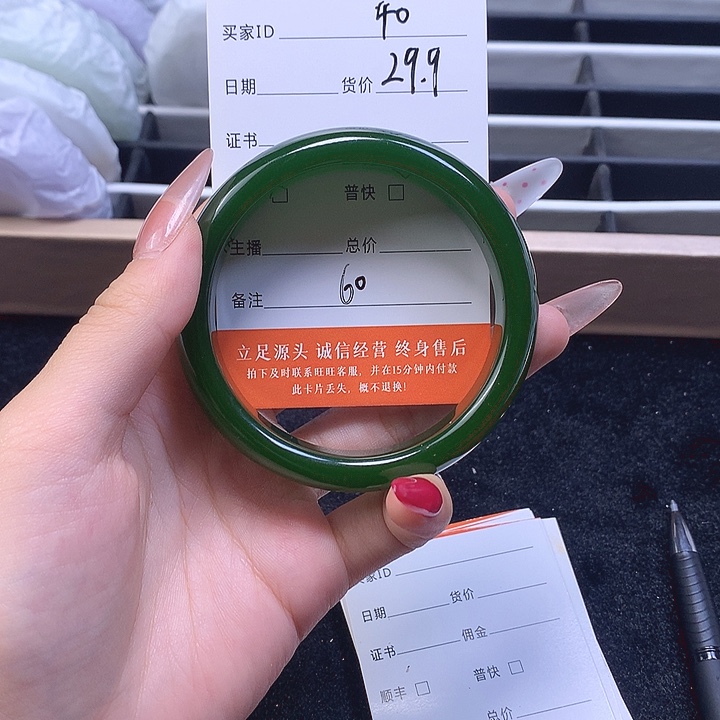 40
买家ID
日期 货价 29.9
证书
普快
主播 总价
备注 60
立足源头 诚信经营 终身售后
拍下及时联系旺旺客服，并在15分钟内付款
此卡片丢失，概不退换！
家ID
日期 货价
证书 佣金
顺丰 普快
总价